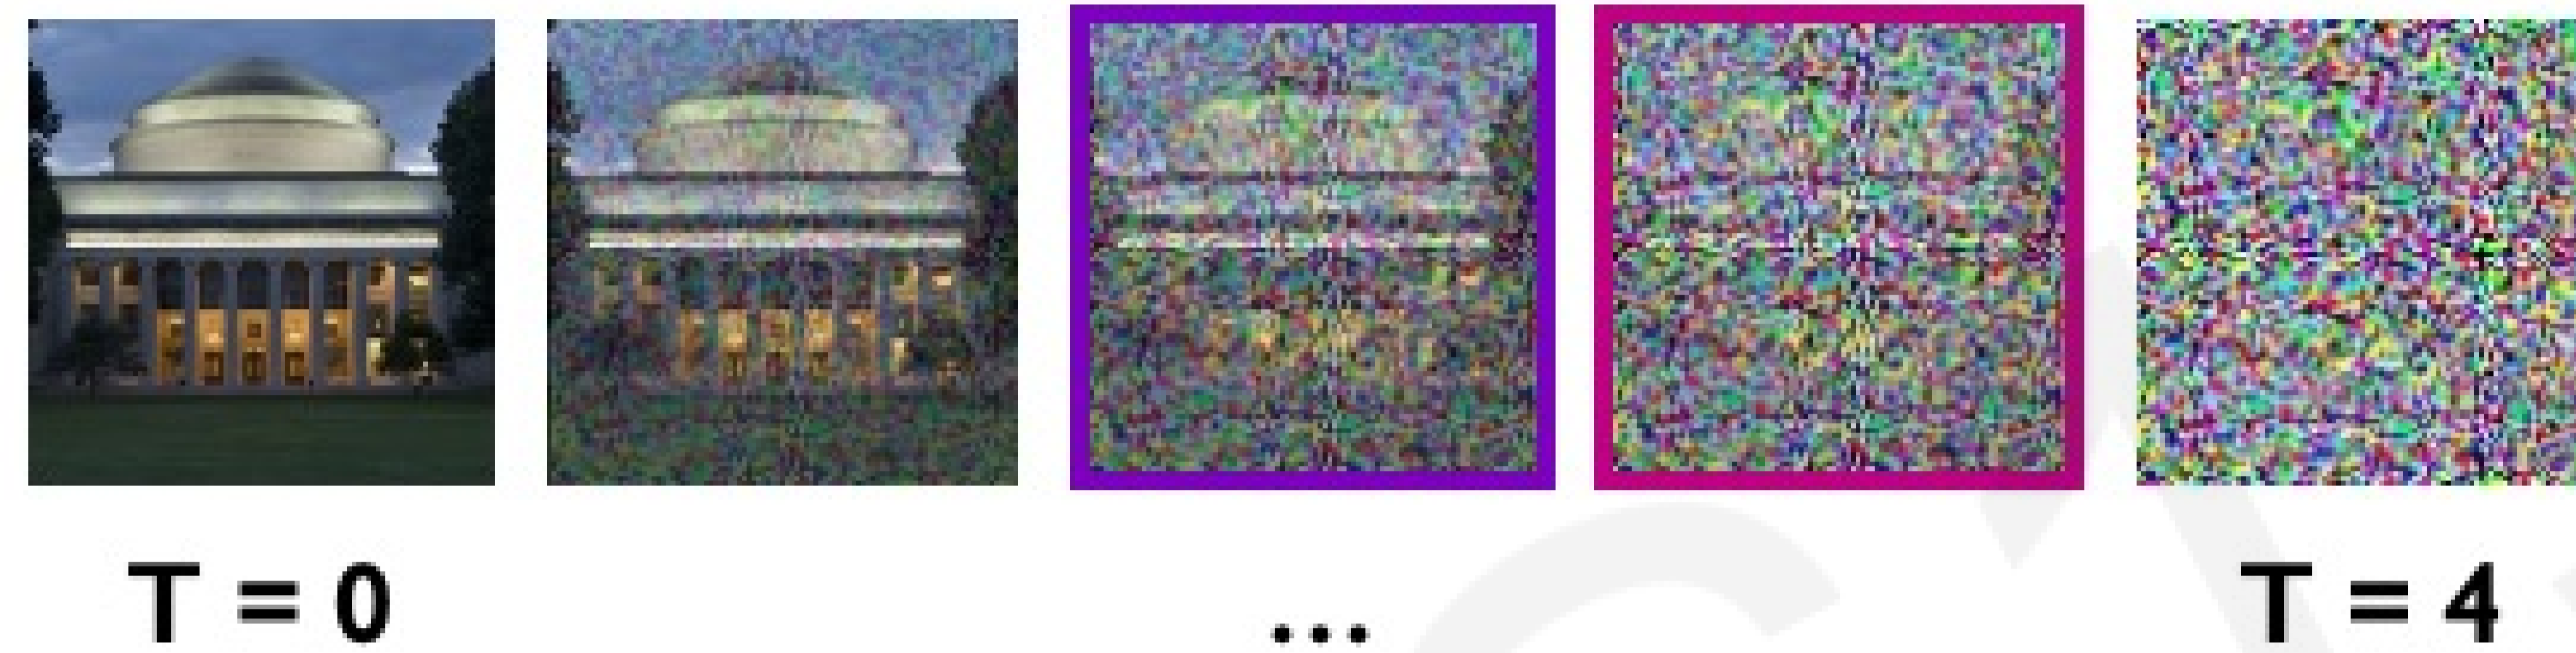 T = 0
...
T = 4